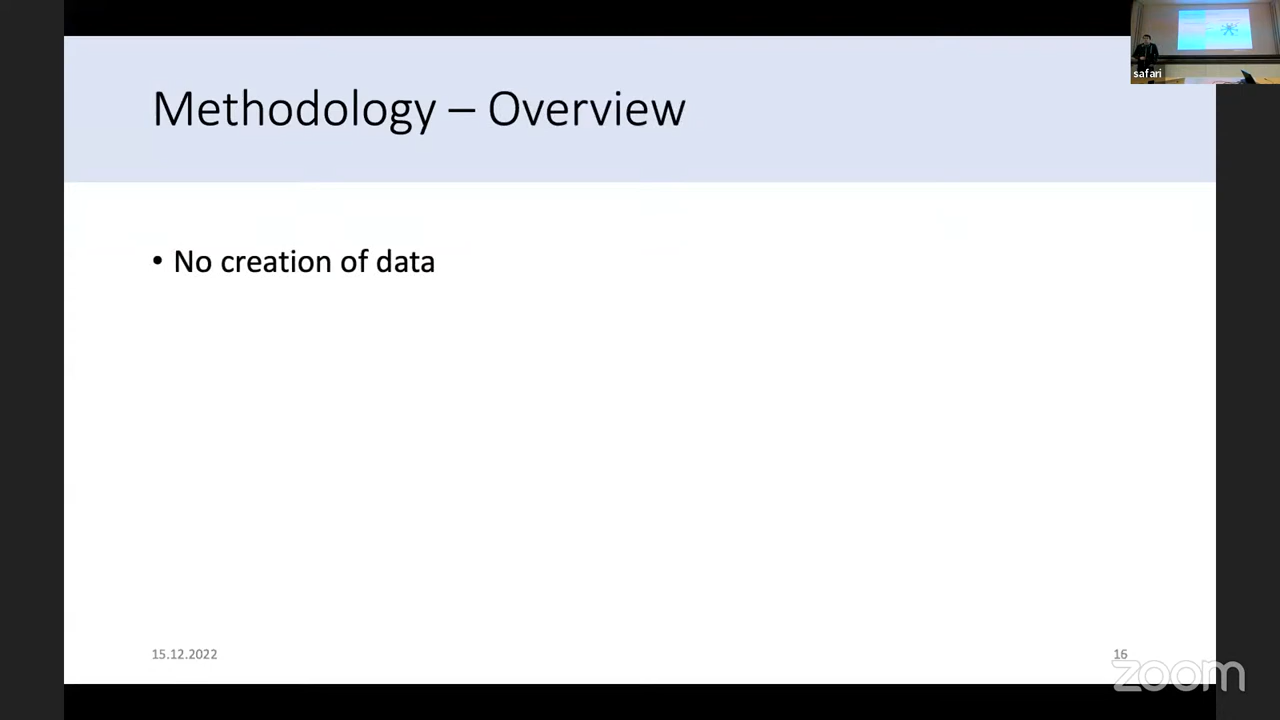 Methodology – Overview
safari
• No creation of data
15.12.2022
16
zoom